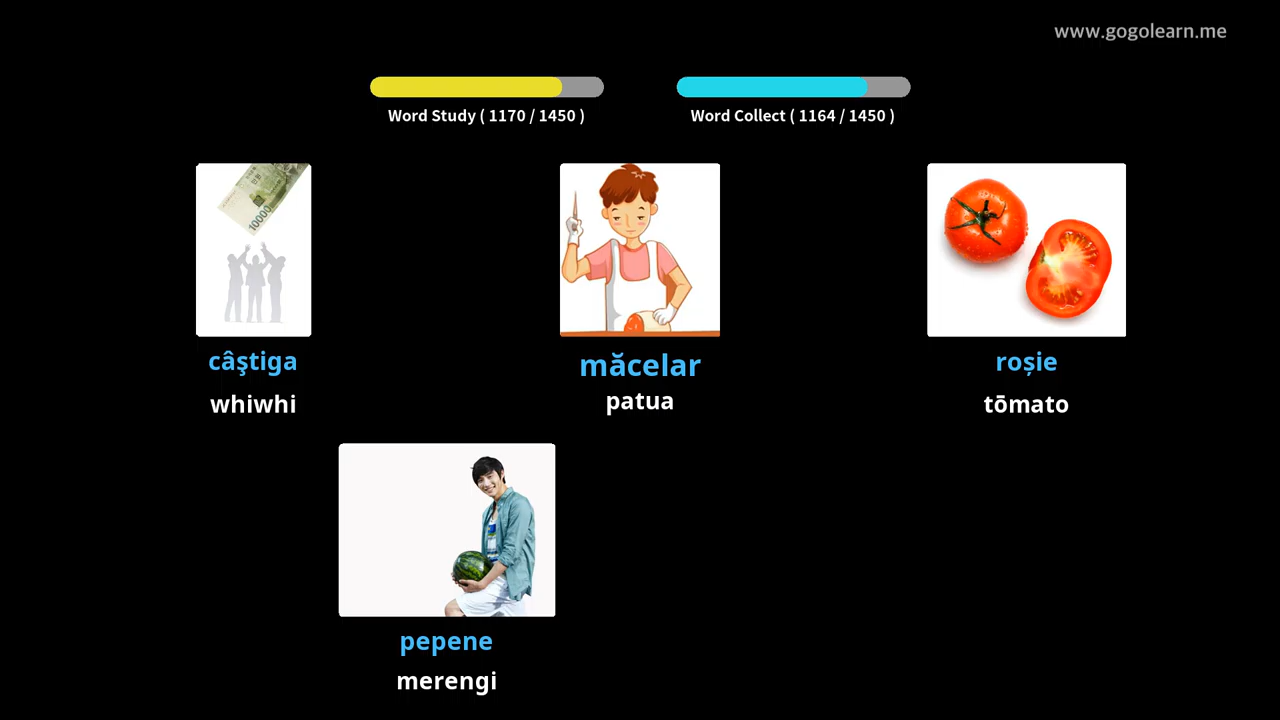 www.gogolearn.me
Word Study ( 1170 / 1450 )
Word Collect ( 1164 / 1450 )
10000
câştiga
măcelar
roșie
whiwhi
patua
tōmato
pepene
merengi